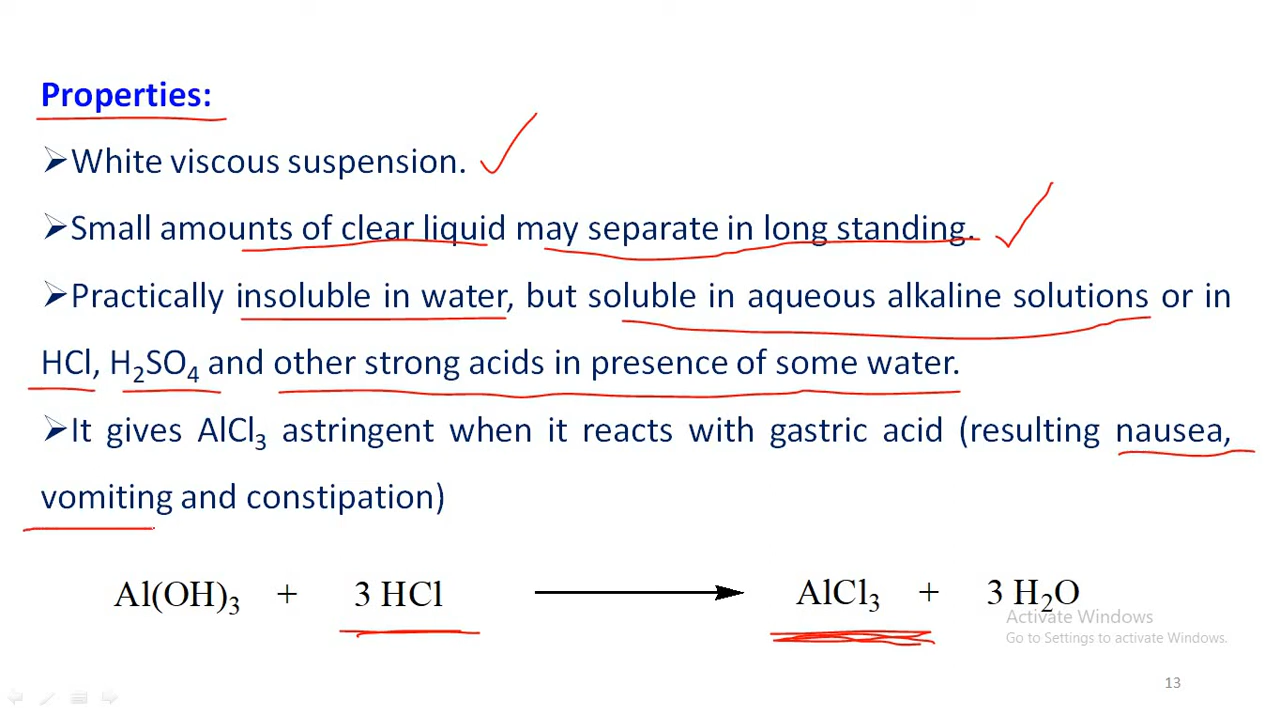 Properties:
➢White viscous suspension.
➢Small amounts of clear liquid may separate in long standing.
➢Practically insoluble in water, but soluble in aqueous alkaline solutions or in
HCl, H₂SO₄ and other strong acids in presence of some water.
➢It gives AlCl₃ astringent when it reacts with gastric acid (resulting nausea,
vomiting and constipation)
Al(OH)₃ + 3 HCl ⟶ AlCl₃ + 3 H₂O
Activate Windows
Go to Settings to activate Windows.
13